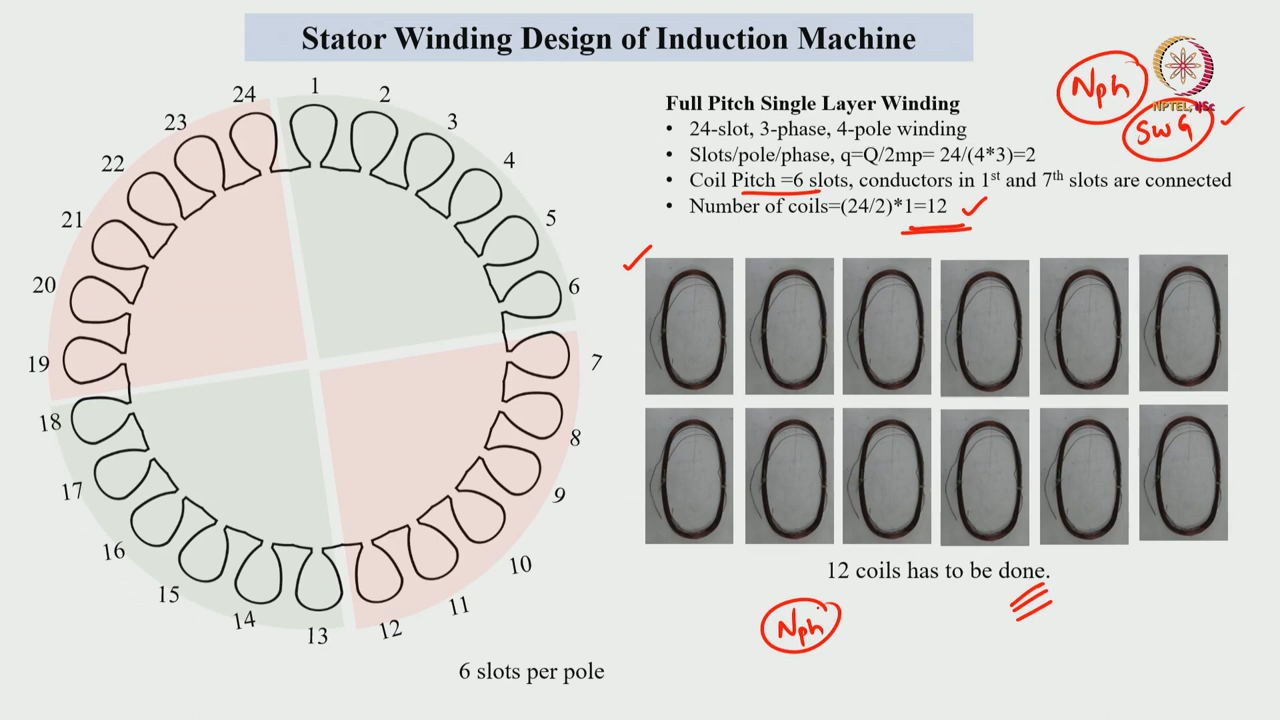 Stator Winding Design of Induction Machine
Nph
NPTEL, IISc
SWG
Full Pitch Single Layer Winding
• 24-slot, 3-phase, 4-pole winding
• Slots/pole/phase, q=Q/2mp= 24/(4*3)=2
• Coil Pitch =6 slots, conductors in 1st and 7th slots are connected
• Number of coils=(24/2)*1=12
1
2
3
4
5
6
7
8
9
10
11
12
13
14
15
16
17
18
19
20
21
22
23
24
12 coils has to be done.
Nph
6 slots per pole